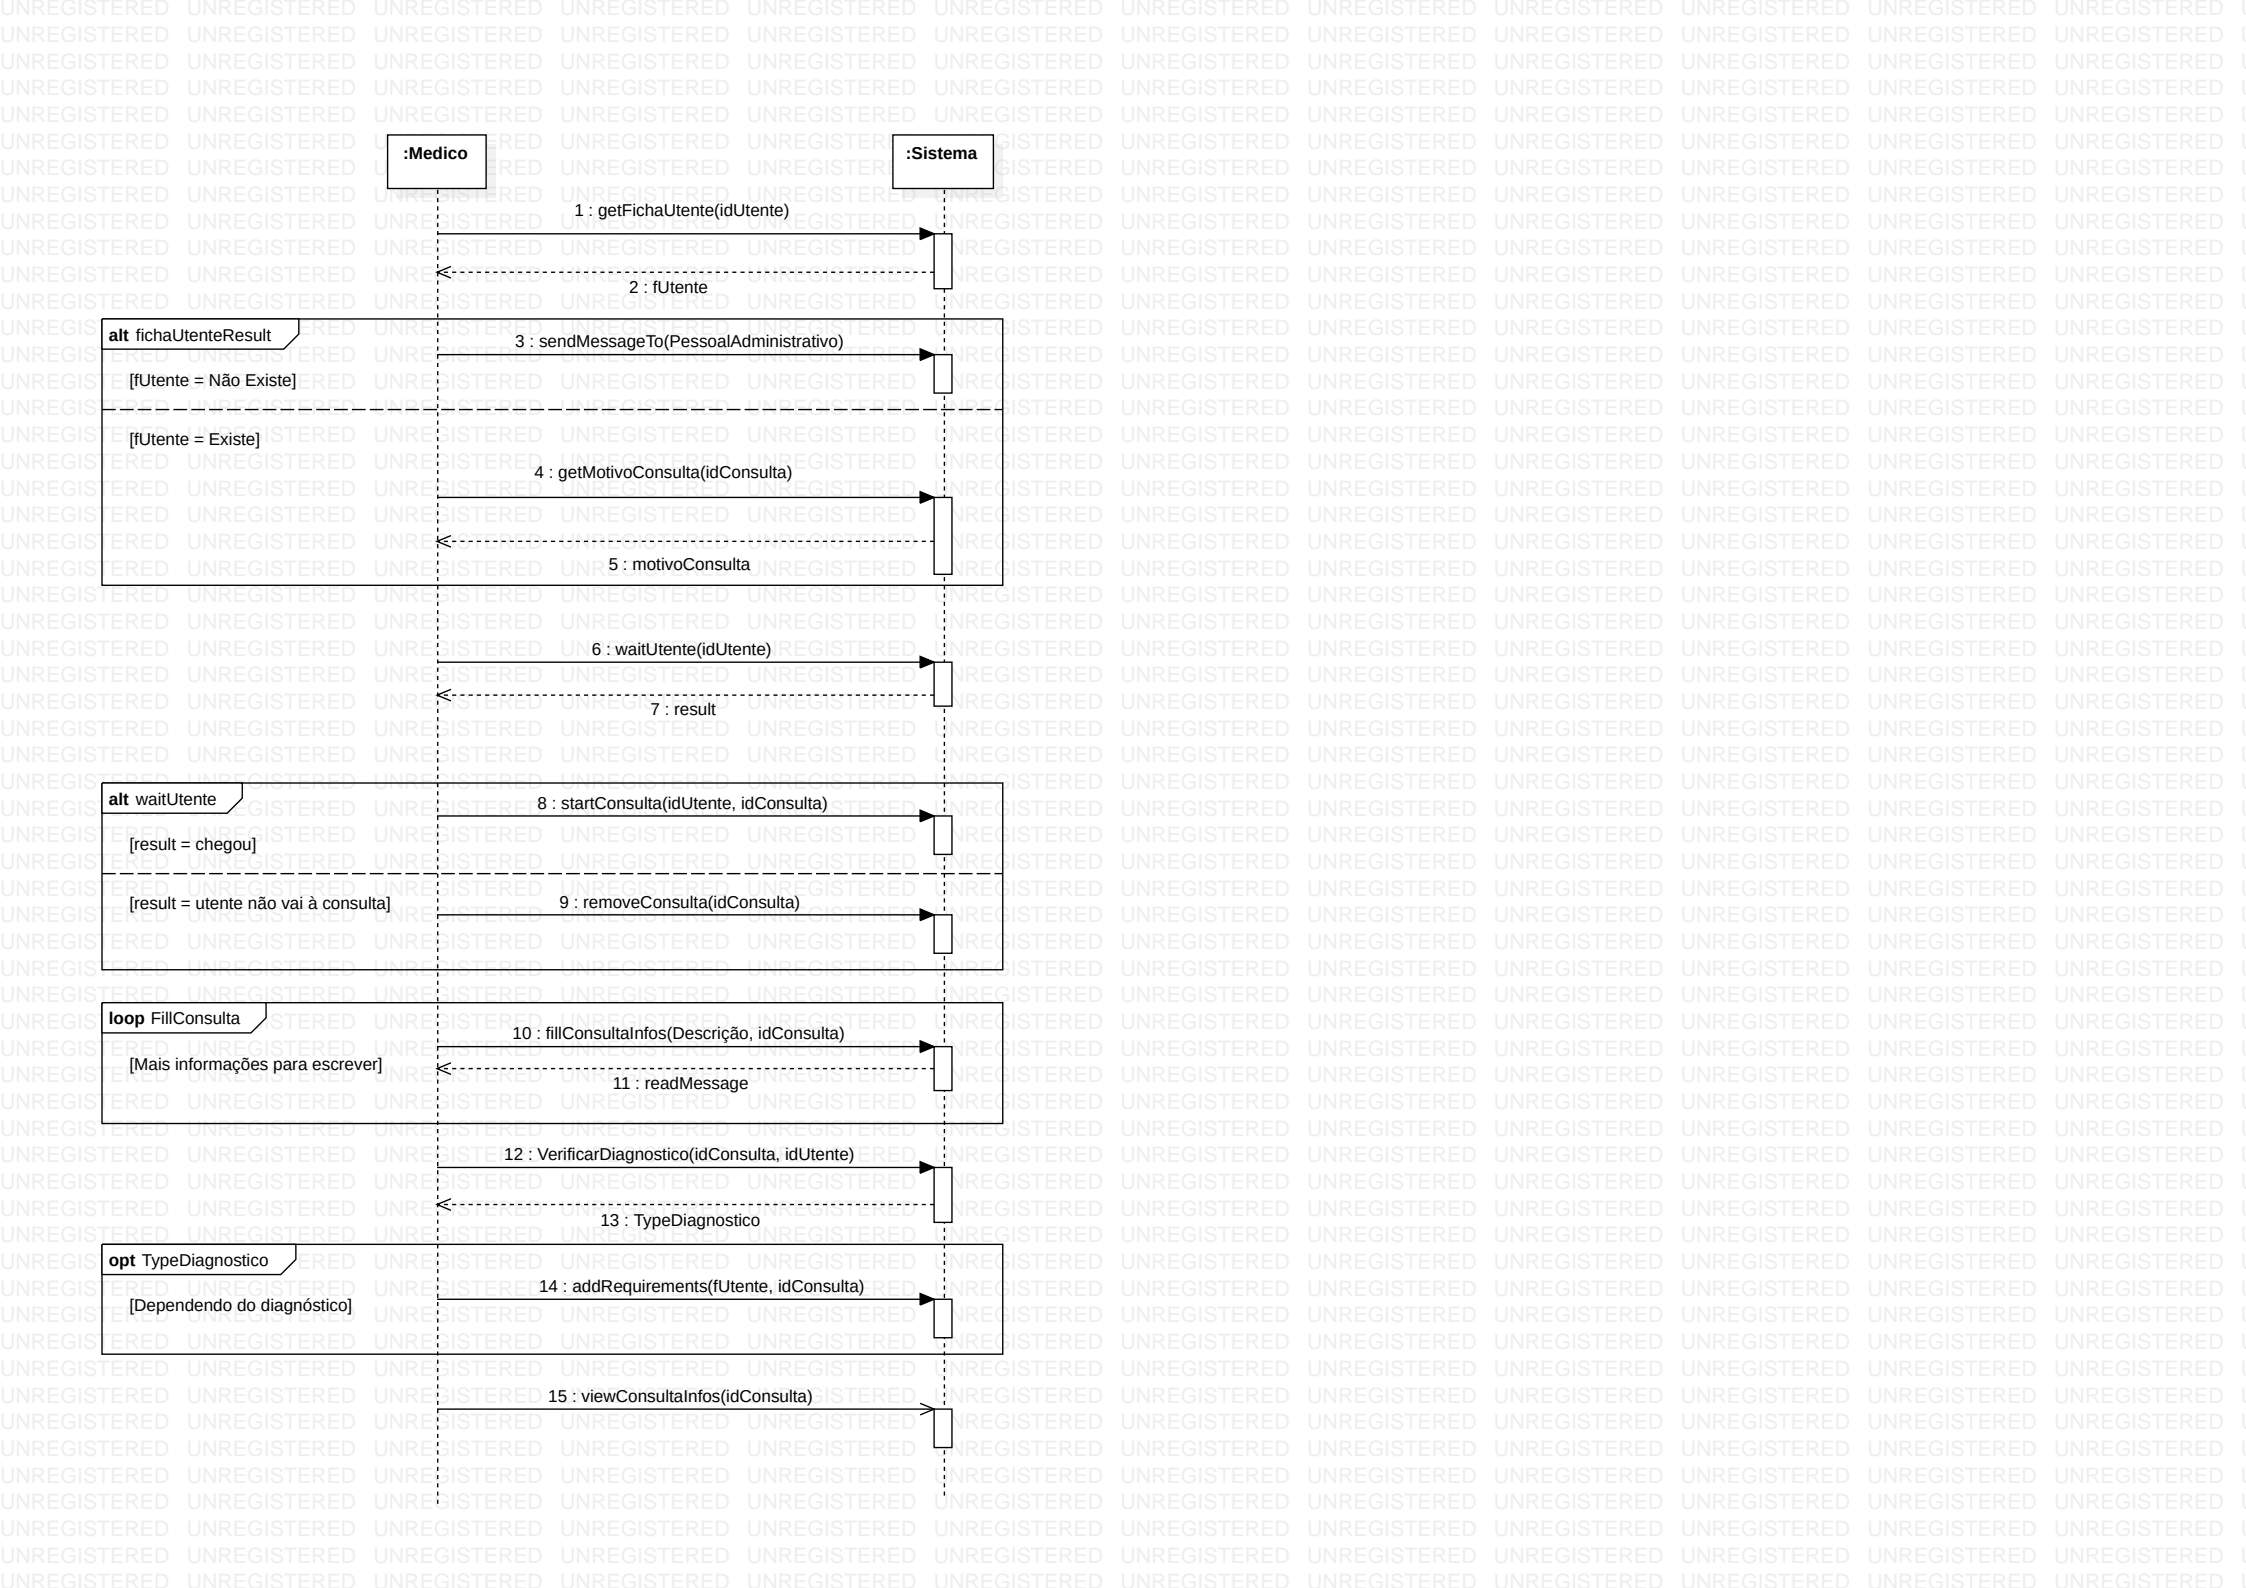 :Medico
:Sistema
1 : getFichaUtente(idUtente)
2 : fUtente
alt fichaUtenteResult
3 : sendMessageTo(PessoalAdministrativo)
[fUtente = Não Existe]
[fUtente = Existe]
4 : getMotivoConsulta(idConsulta)
5 : motivoConsulta
6 : waitUtente(idUtente)
7 : result
alt waitUtente
8 : startConsulta(idUtente, idConsulta)
[result = chegou]
[result = utente não vai à consulta]
9 : removeConsulta(idConsulta)
loop FillConsulta
10 : fillConsultaInfos(Descrição, idConsulta)
[Mais informações para escrever]
11 : readMessage
12 : VerificarDiagnostico(idConsulta, idUtente)
13 : TypeDiagnostico
opt TypeDiagnostico
14 : addRequirements(fUtente, idConsulta)
[Dependendo do diagnóstico]
15 : viewConsultaInfos(idConsulta)
UNREGISTERED